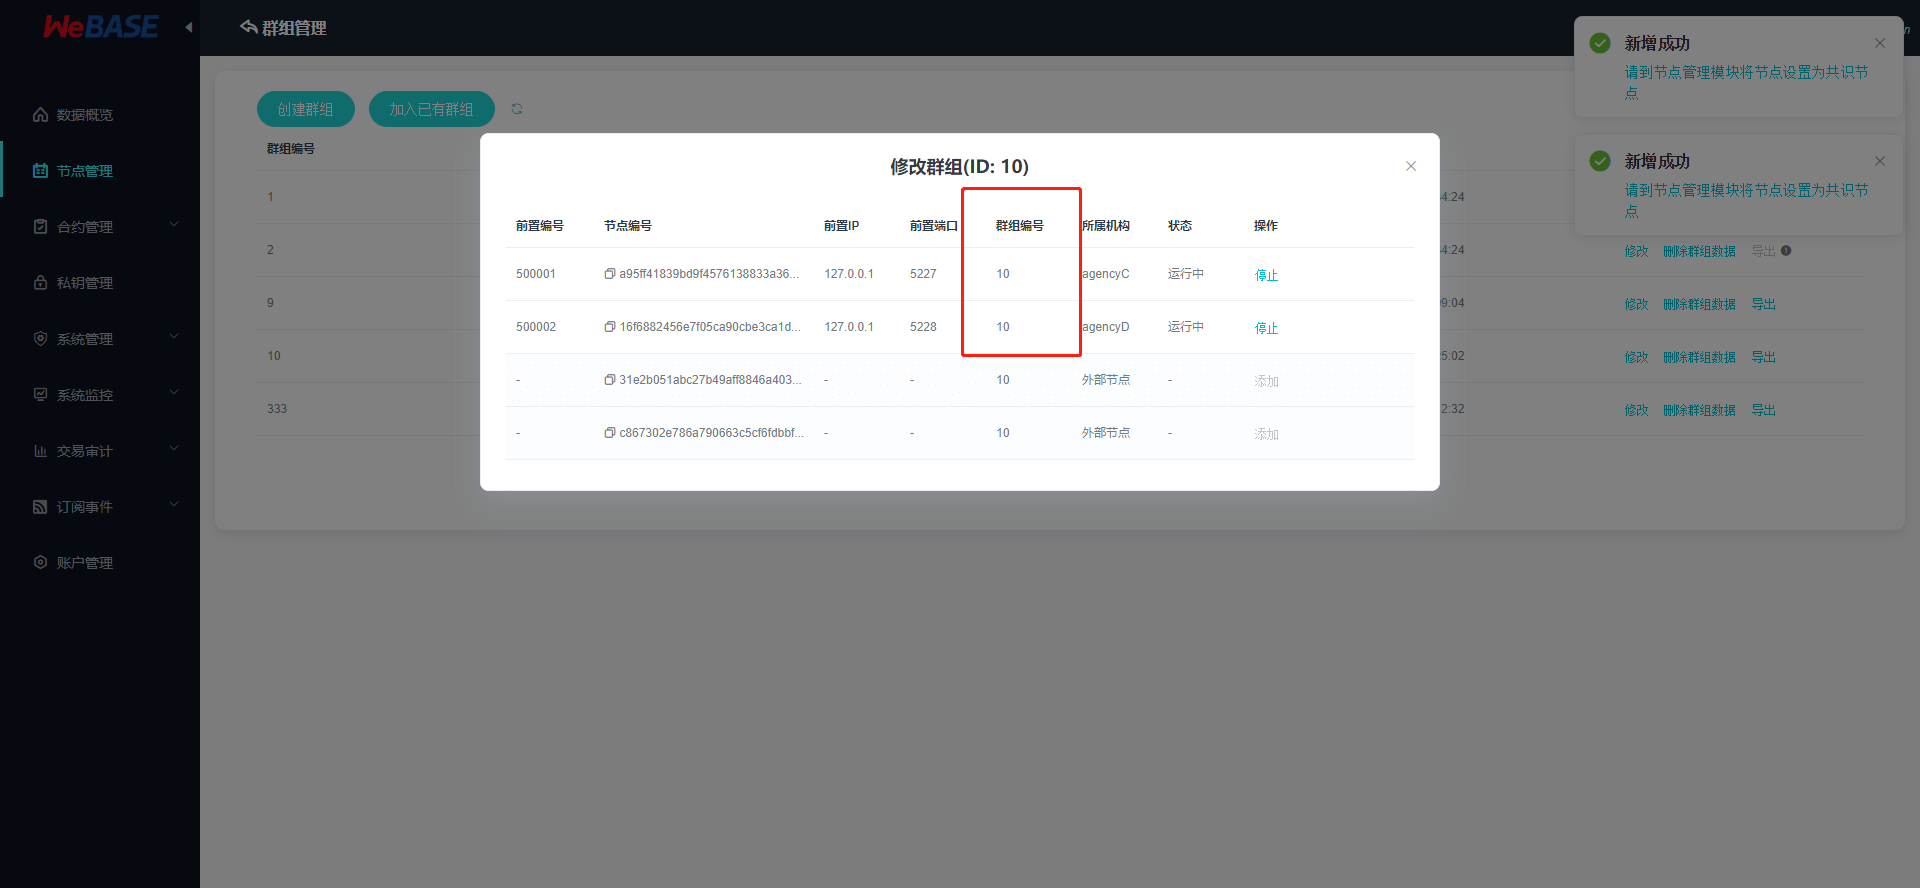 WeBASE
群组管理
数据概览
节点管理
合约管理
私钥管理
系统管理
系统监控
交易审计
订阅事件
账户管理
创建群组
加入已有群组
群组编号
1
4:24
2
4:24
修改
删除群组数据
导出
9
9:04
修改
删除群组数据
导出
10
5:02
修改
删除群组数据
导出
333
2:32
修改
删除群组数据
导出
修改群组(ID: 10)
前置编号 节点编号 前置IP 前置端口 群组编号 所属机构 状态 操作
500001 a95ff41839bd9f4576138833a36... 127.0.0.1 5227 10 agencyC 运行中 停止
500002 16f6882456e7f05ca90cbe3ca1d... 127.0.0.1 5228 10 agencyD 运行中 停止
- 31e2b051abc27b49aff8846a403... - - 10 外部节点 - 添加
- c867302e786a790663c5cf6fdbbf... - - 10 外部节点 - 添加
新增成功
请到节点管理模块将节点设置为共识节
点
新增成功
请到节点管理模块将节点设置为共识节
点